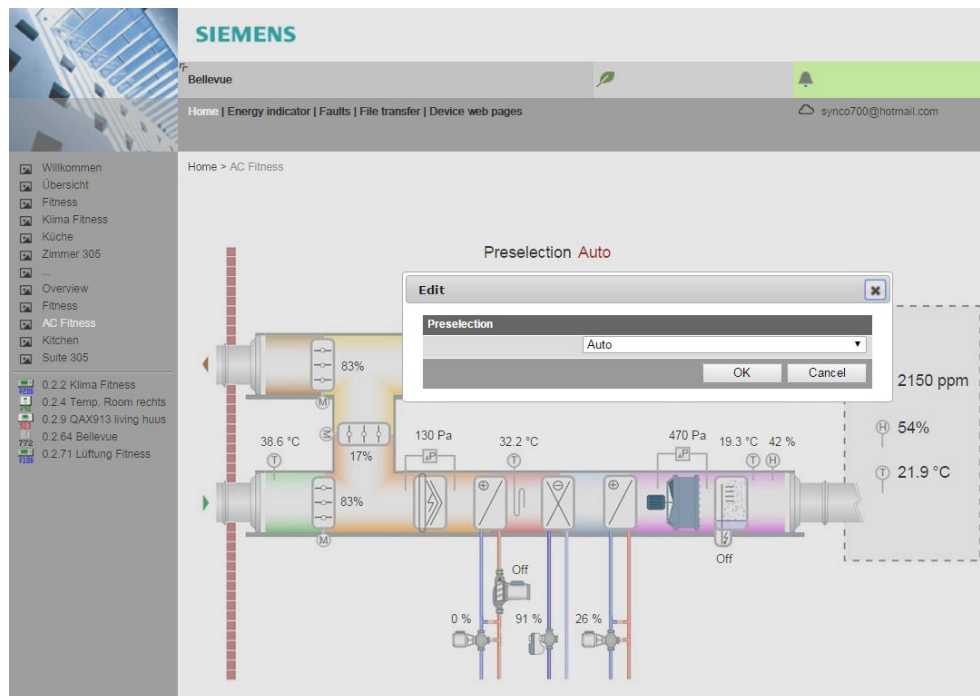 SIEMENS
Bellevue
Home | Energy indicator | Faults | File transfer | Device web pages
synco700@hotmail.com
Home > AC Fitness
Willkommen
Übersicht
Fitness
Klima Fitness
Küche
Zimmer 305
...
Overview
Fitness
AC Fitness
Kitchen
Suite 305
0.2.2 Klima Fitness
0.2.4 Temp. Room rechts
0.2.9 QAX913 living huus
772 0.2.64 Bellevue
0.2.71 Lüftung Fitness
Preselection Auto
Edit
Preselection
Auto
OK Cancel
83%
M
2150 ppm
H 54%
T 21.9 °C
38.6 °C
T
M
17%
130 Pa
ΔP
32.2 °C
T
470 Pa
ΔP
19.3 °C 42 %
T H
83%
M
Off
Off
0 % 91 % 26 %